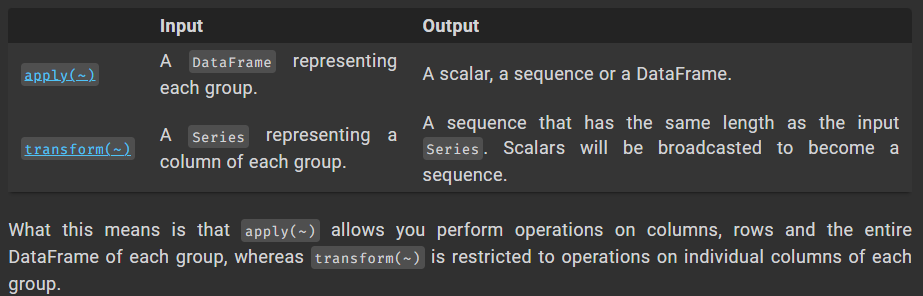 Input Output
apply(~) A DataFrame representing each group. A scalar, a sequence or a DataFrame.
transform(~) A Series representing a column of each group. A sequence that has the same length as the input Series. Scalars will be broadcasted to become a sequence.
What this means is that apply(~) allows you perform operations on columns, rows and the entire
DataFrame of each group, whereas transform(~) is restricted to operations on individual columns of each
group.